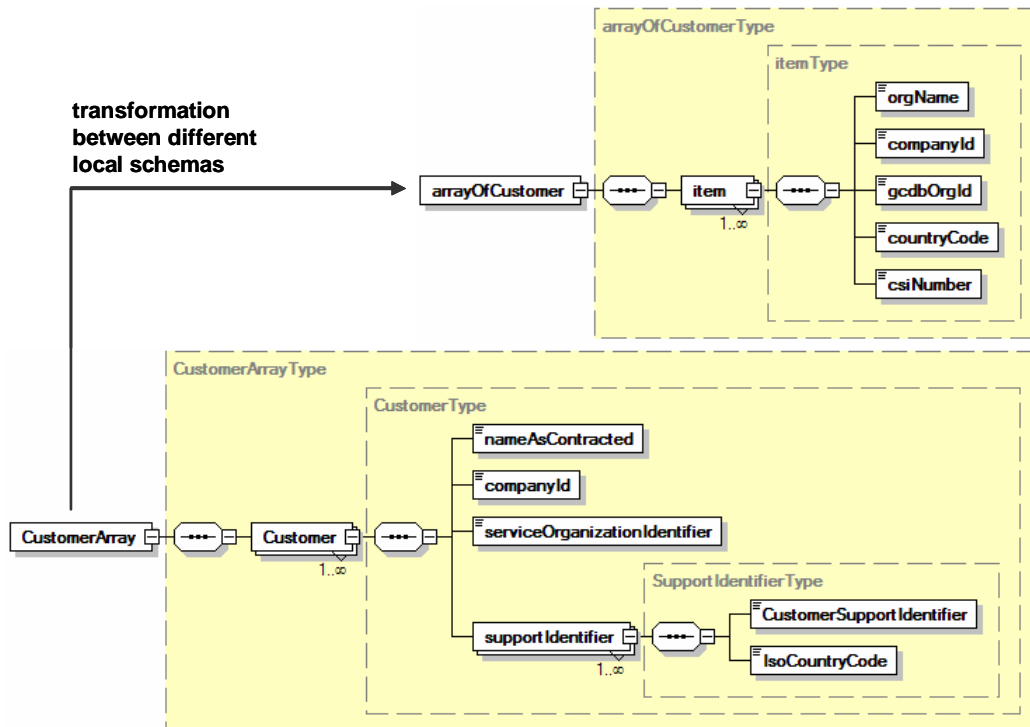 arrayOfCustomerType
itemType
transformation
between different
local schemas
orgName
companyId
arrayOfCustomer
item
gcdbOrgId
1..∞
countryCode
csiNumber
CustomerArrayType
CustomerType
nameAsContracted
companyId
CustomerArray
Customer
serviceOrganizationIdentifier
1..∞
SupportIdentifierType
CustomerSupportIdentifier
supportIdentifier
IsoCountryCode
1..∞